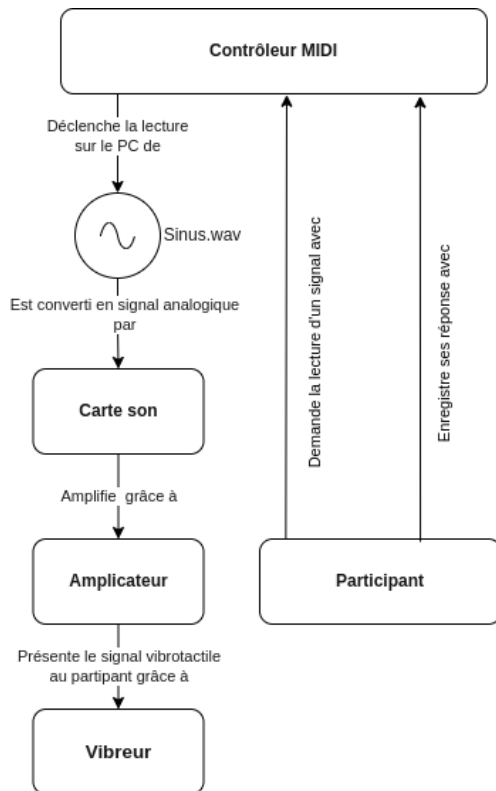 Contrôleur MIDI
Déclenche la lecture
sur le PC de
Sinus.wav
Est converti en signal analogique
par
Carte son
Demande la lecture d'un signal avec
Enregistre ses réponse avec
Amplifie grâce à
Amplicateur
Participant
Présente le signal vibrotactile
au partipant grâce à
Vibreur